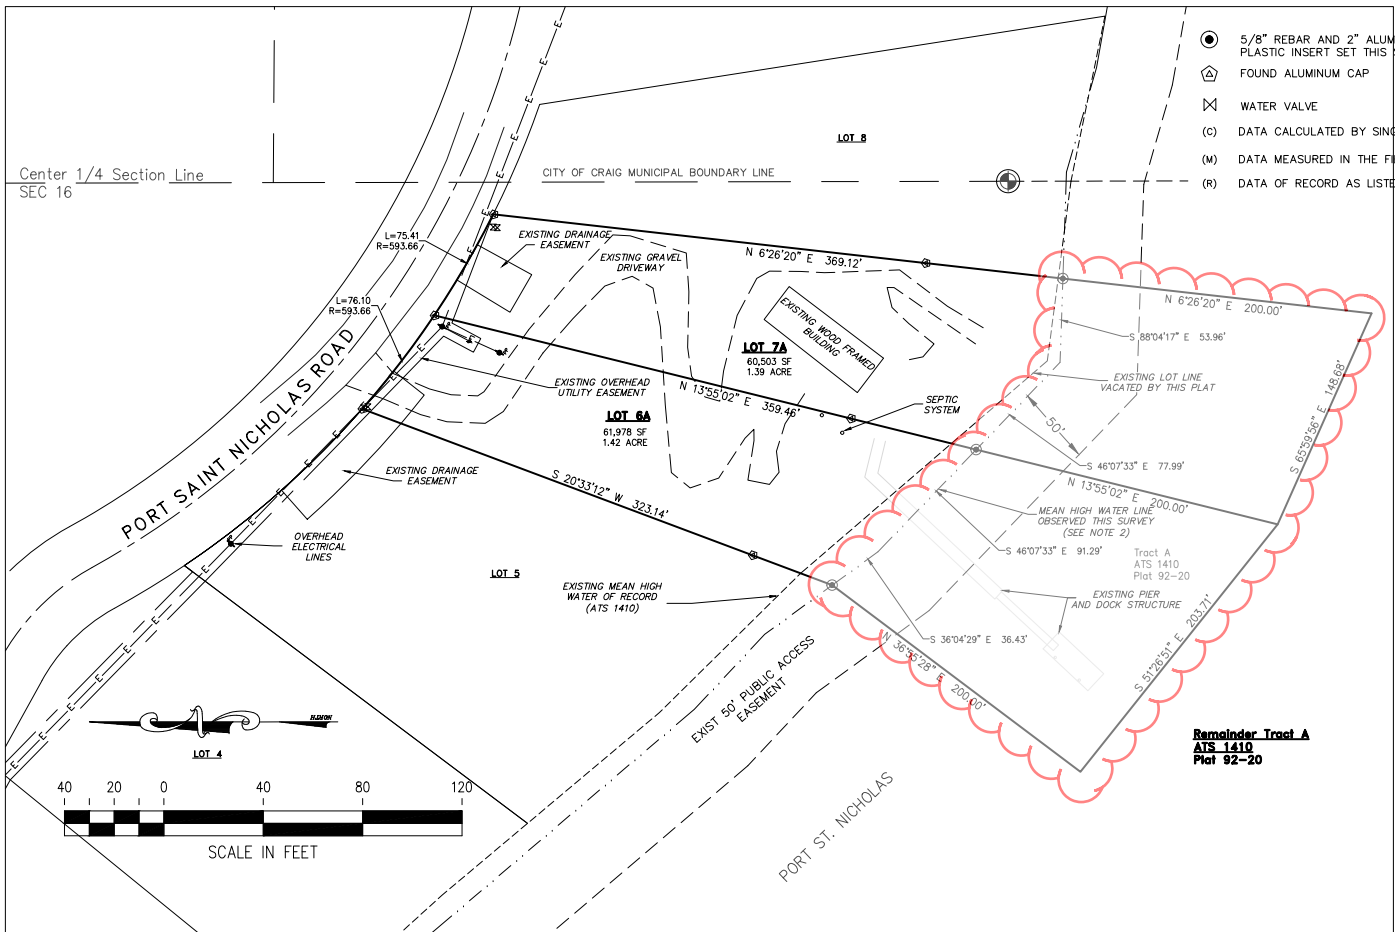 5/8" REBAR AND 2" ALUM
PLASTIC INSERT SET THIS
FOUND ALUMINUM CAP
WATER VALVE
(C) DATA CALCULATED BY SING
(M) DATA MEASURED IN THE FI
(R) DATA OF RECORD AS LISTE
LOT 8
Center 1/4 Section Line
SEC 16
CITY OF CRAIG MUNICIPAL BOUNDARY LINE
L=75.41
R=593.66
EXISTING DRAINAGE
EASEMENT
EXISTING GRAVEL
DRIVEWAY
N 6°26'20" E 369.12'
N 6°26'20" E 200.00'
L=76.10
R=593.66
EXISTING WOOD FRAMED
BUILDING
S 88°04'17" E 53.96'
LOT 7A
60,503 SF
1.39 ACRE
EXISTING LOT LINE
VACATED BY THIS PLAT
S 65°59'56" E 148.68'
EXISTING OVERHEAD
UTILITY EASEMENT
N 13°55'02" E 359.46'
SEPTIC
SYSTEM
50'
LOT 6A
61,978 SF
1.42 ACRE
PORT SAINT NICHOLAS ROAD
EXISTING DRAINAGE
EASEMENT
S 20°33'12" W 323.14'
S 46°07'33" E 77.99'
N 13°55'02" E 200.00'
MEAN HIGH WATER LINE
OBSERVED THIS SURVEY
(SEE NOTE 2)
OVERHEAD
ELECTRICAL
LINES
S 46°07'33" E 91.29'
Tract A
ATS 1410
Plat 92-20
LOT 5
EXISTING MEAN HIGH
WATER OF RECORD
(ATS 1410)
EXISTING PIER
AND DOCK STRUCTURE
S 36°04'29" E 36.43'
N 36°55'28" E 200.00'
S 51°26'51" E 203.71'
EXIST 50' PUBLIC ACCESS
EASEMENT
N
LOT 4
Remainder Tract A
ATS 1410
Plat 92-20
40 20 0 40 80 120
SCALE IN FEET
PORT ST. NICHOLAS